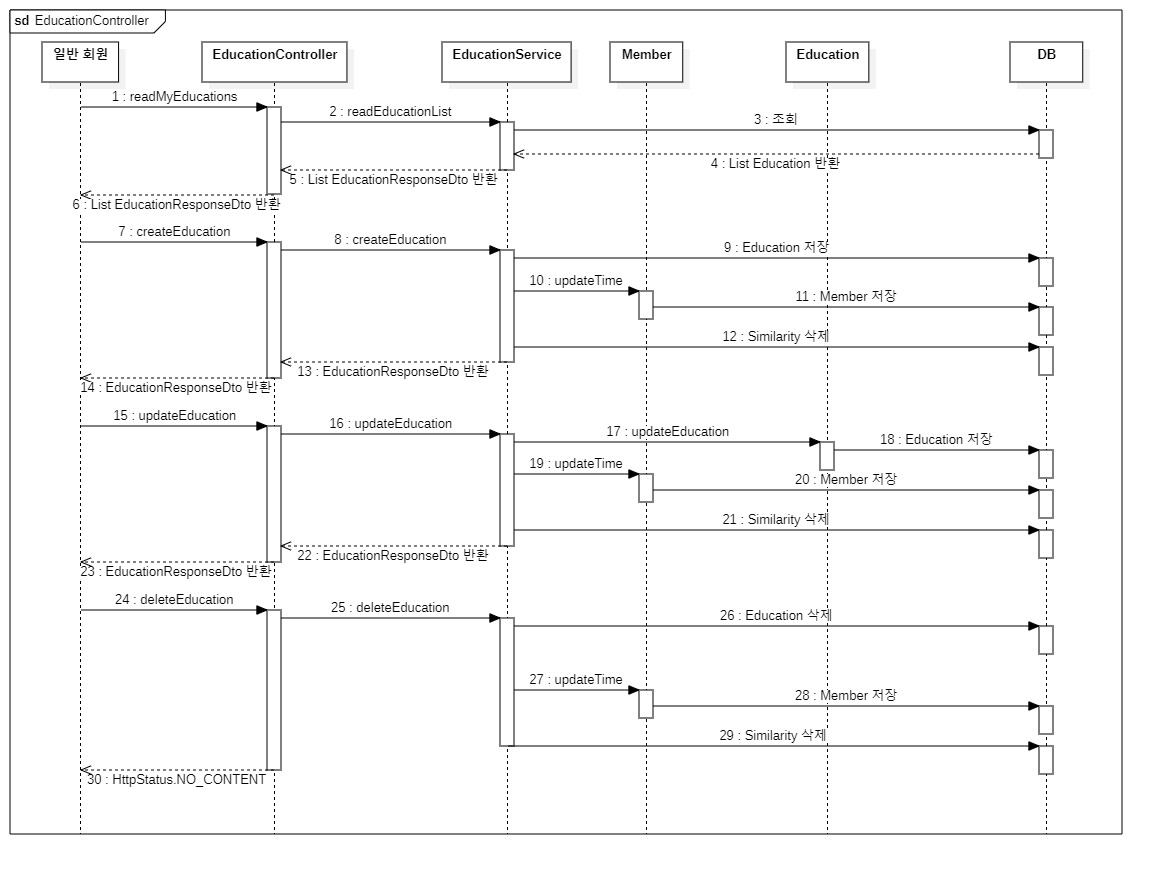 sd EducationController
일반 회원
EducationController
EducationService
Member
Education
DB
1 : readMyEducations
2 : readEducationList
3 : 조회
4 : List Education 반환
5 : List EducationResponseDto 반환
6 : List EducationResponseDto 반환
7 : createEducation
8 : createEducation
9 : Education 저장
10 : updateTime
11 : Member 저장
12 : Similarity 삭제
13 : EducationResponseDto 반환
14 : EducationResponseDto 반환
15 : updateEducation
16 : updateEducation
17 : updateEducation
18 : Education 저장
19 : updateTime
20 : Member 저장
21 : Similarity 삭제
22 : EducationResponseDto 반환
23 : EducationResponseDto 반환
24 : deleteEducation
25 : deleteEducation
26 : Education 삭제
27 : updateTime
28 : Member 저장
29 : Similarity 삭제
30 : HttpStatus.NO_CONTENT